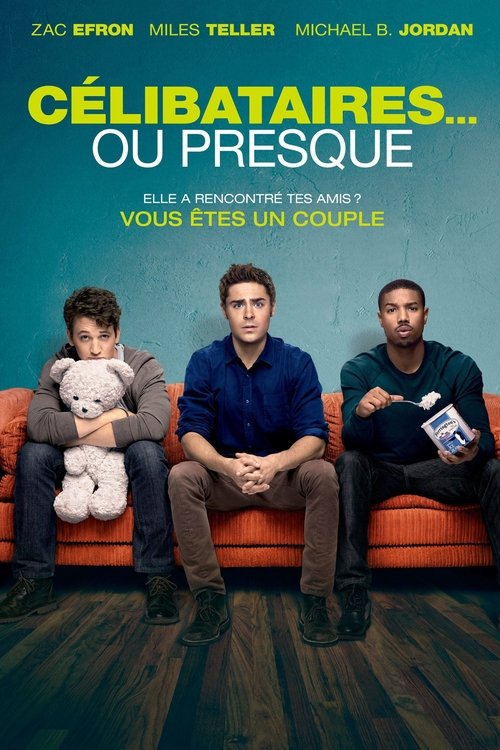 ZAC EFRON MILES TELLER MICHAEL B. JORDAN
CÉLIBATAIRES...
OU PRESQUE
ELLE A RENCONTRÉ TES AMIS ?
VOUS ÊTES UN COUPLE